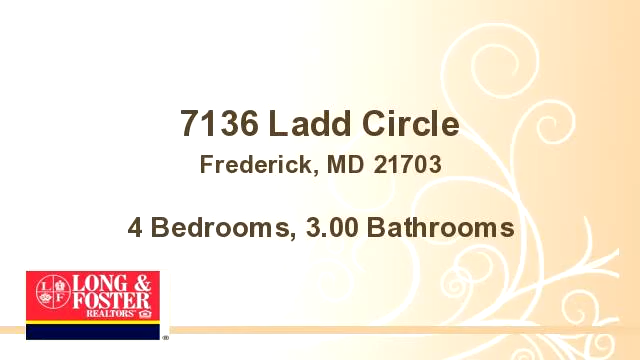 7136 Ladd Circle
Frederick, MD 21703
4 Bedrooms, 3.00 Bathrooms
L F
LONG &
FOSTER
REALTORS
®